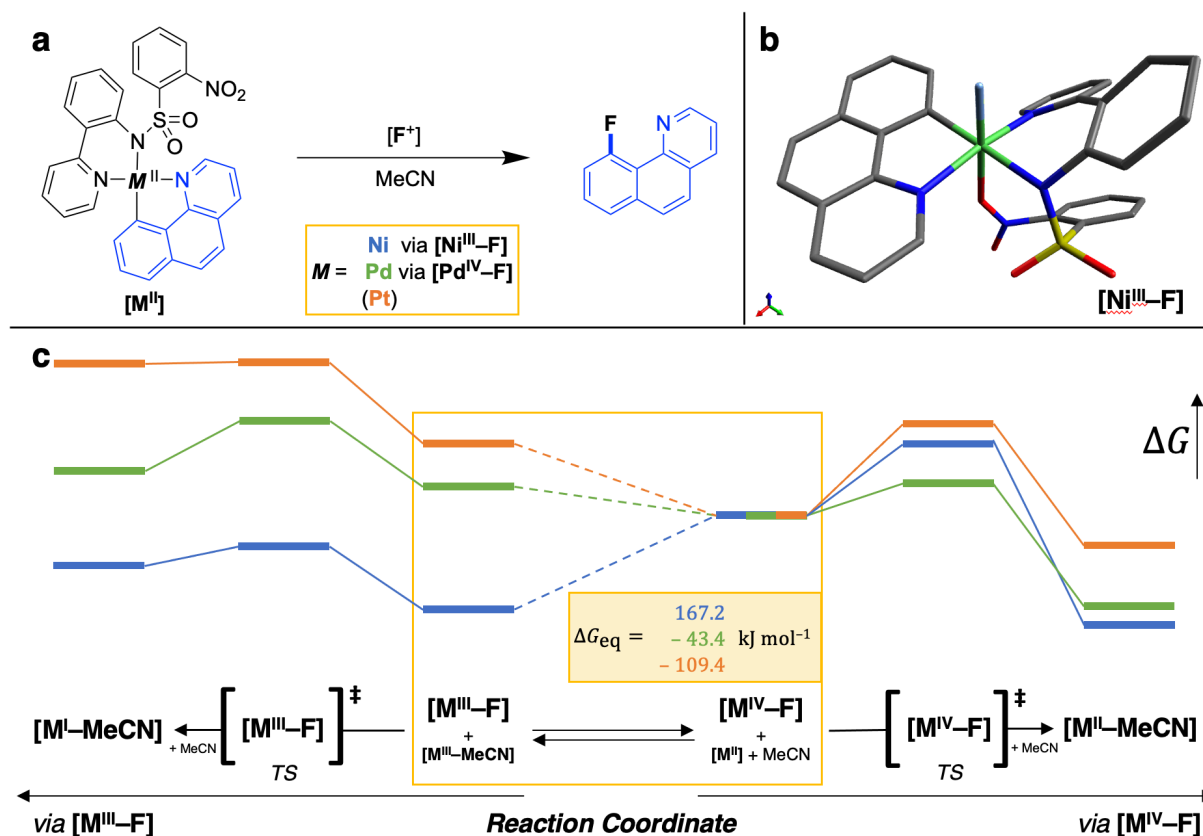 a
NO₂
S
O
O
N
N
Mᴵᴵ
N
[Mᴵᴵ]
[F⁺]
MeCN
M =
Ni via [Niᴵᴵᴵ–F]
Pd via [Pdᴵⱽ–F]
(Pt)
F
N
b
[Niᴵᴵᴵ–F]
c
ΔG
ΔGeq =
167.2
– 43.4 kJ mol⁻¹
– 109.4
[Mᴵ–MeCN]
+ MeCN
[Mᴵᴵᴵ–F]
‡
TS
[Mᴵᴵᴵ–F]
+
[Mᴵᴵᴵ–MeCN]
[Mᴵⱽ–F]
+
[Mᴵᴵ] + MeCN
[Mᴵⱽ–F]
‡
TS
+ MeCN
[Mᴵᴵ–MeCN]
via [Mᴵᴵᴵ–F]
Reaction Coordinate
via [Mᴵⱽ–F]